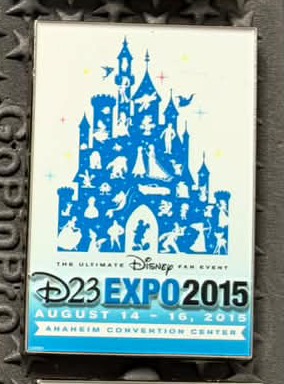 THE ULTIMATE Disney FAN EVENT
D23 EXPO 2015
AUGUST 14 - 16, 2015
ANAHEIM CONVENTION CENTER